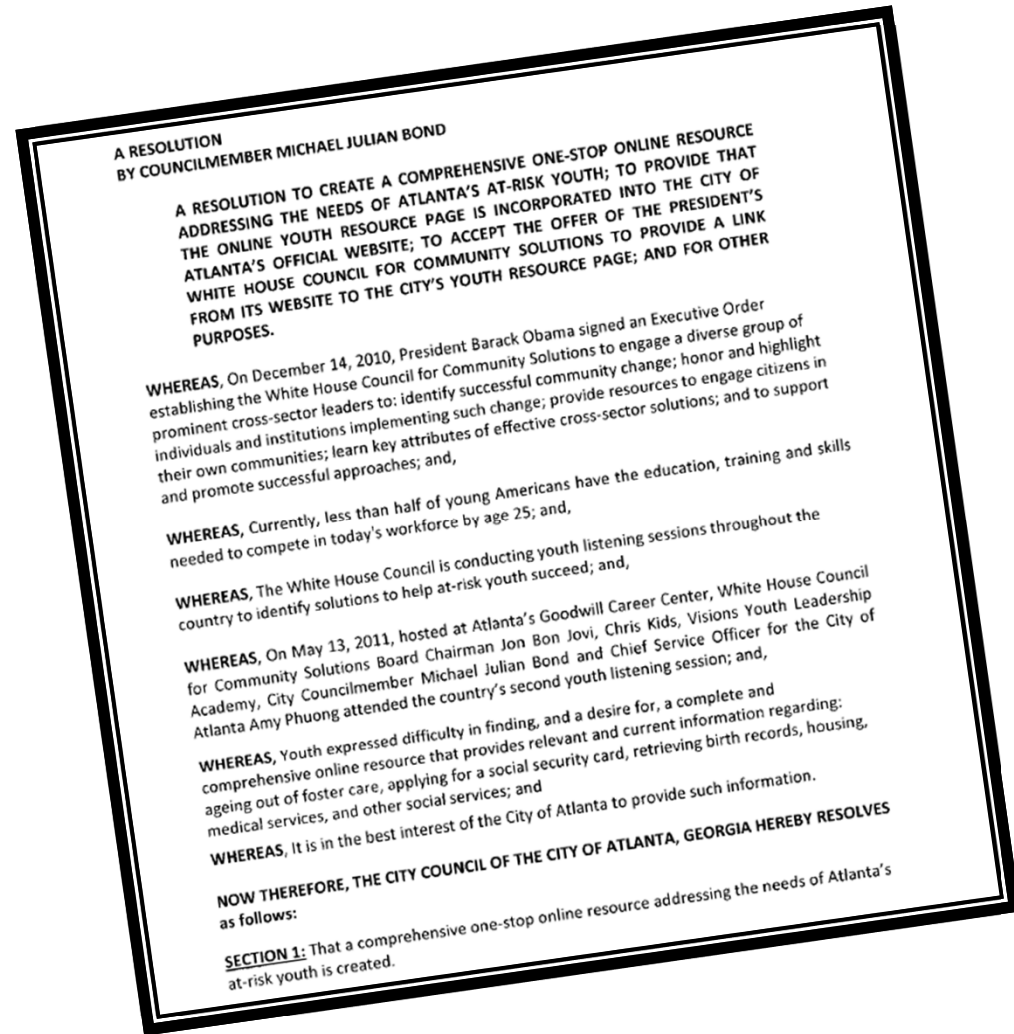 A RESOLUTION
BY COUNCILMEMBER MICHAEL JULIAN BOND
A RESOLUTION TO CREATE A COMPREHENSIVE ONE-STOP ONLINE RESOURCE
ADDRESSING THE NEEDS OF ATLANTA'S AT-RISK YOUTH; TO PROVIDE THAT
THE ONLINE YOUTH RESOURCE PAGE IS INCORPORATED INTO THE CITY OF
ATLANTA'S OFFICIAL WEBSITE; TO ACCEPT THE OFFER OF THE PRESIDENT'S
WHITE HOUSE COUNCIL FOR COMMUNITY SOLUTIONS TO PROVIDE A LINK
FROM ITS WEBSITE TO THE CITY'S YOUTH RESOURCE PAGE; AND FOR OTHER
PURPOSES.
WHEREAS, On December 14, 2010, President Barack Obama signed an Executive Order
establishing the White House Council for Community Solutions to engage a diverse group of
prominent cross-sector leaders to: identify successful community change; honor and highlight
individuals and institutions implementing such change; provide resources to engage citizens in
their own communities; learn key attributes of effective cross-sector solutions; and to support
and promote successful approaches; and,
WHEREAS, Currently, less than half of young Americans have the education, training and skills
needed to compete in today's workforce by age 25; and,
WHEREAS, The White House Council is conducting youth listening sessions throughout the
country to identify solutions to help at-risk youth succeed; and,
WHEREAS, On May 13, 2011, hosted at Atlanta's Goodwill Career Center, White House Council
for Community Solutions Board Chairman Jon Bon Jovi, Chris Kids, Visions Youth Leadership
Academy, City Councilmember Michael Julian Bond and Chief Service Officer for the City of
Atlanta Amy Phuong attended the country's second youth listening session; and,
WHEREAS, Youth expressed difficulty in finding, and a desire for, a complete and
comprehensive online resource that provides relevant and current information regarding:
ageing out of foster care, applying for a social security card, retrieving birth records, housing,
medical services, and other social services; and
WHEREAS, It is in the best interest of the City of Atlanta to provide such information.
NOW THEREFORE, THE CITY COUNCIL OF THE CITY OF ATLANTA, GEORGIA HEREBY RESOLVES
as follows:
SECTION 1: That a comprehensive one-stop online resource addressing the needs of Atlanta's
at-risk youth is created.